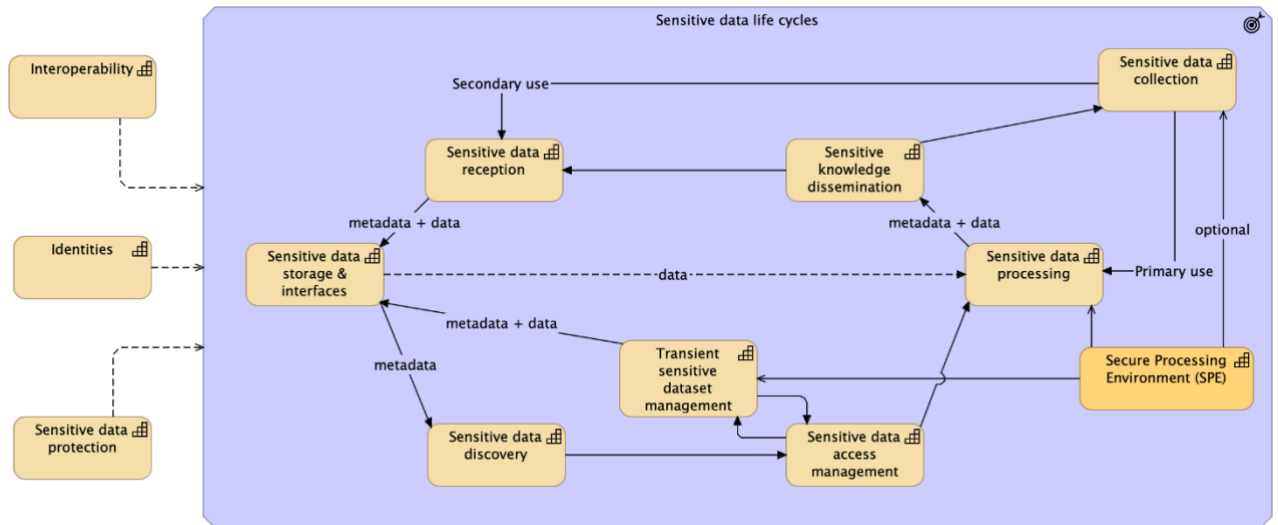 Sensitive data life cycles
Interoperability
Sensitive data
collection
Secondary use
Sensitive data
reception
Sensitive
knowledge
dissemination
metadata + data
metadata + data
optional
Identities
Sensitive data
storage &
interfaces
data
Sensitive data
processing
Primary use
metadata + data
metadata
Transient
sensitive
dataset
management
Secure Processing
Environment (SPE)
Sensitive data
protection
Sensitive data
discovery
Sensitive data
access
management